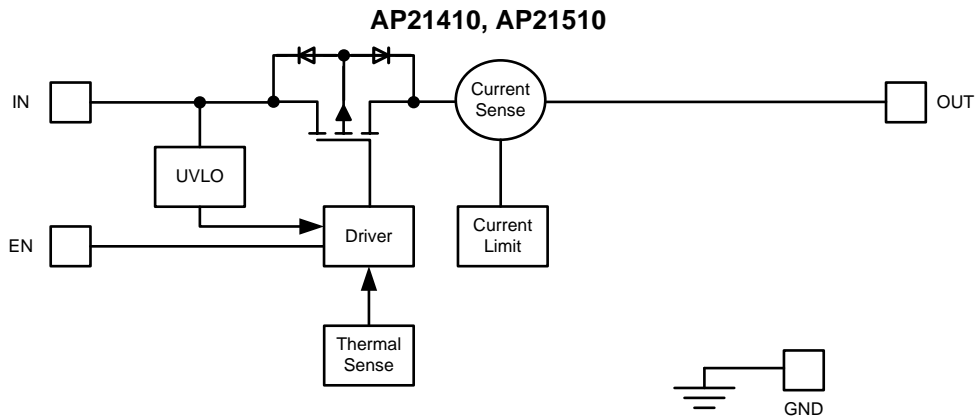 AP21410, AP21510
IN
Current
Sense
OUT
UVLO
EN
Driver
Current
Limit
Thermal
Sense
GND